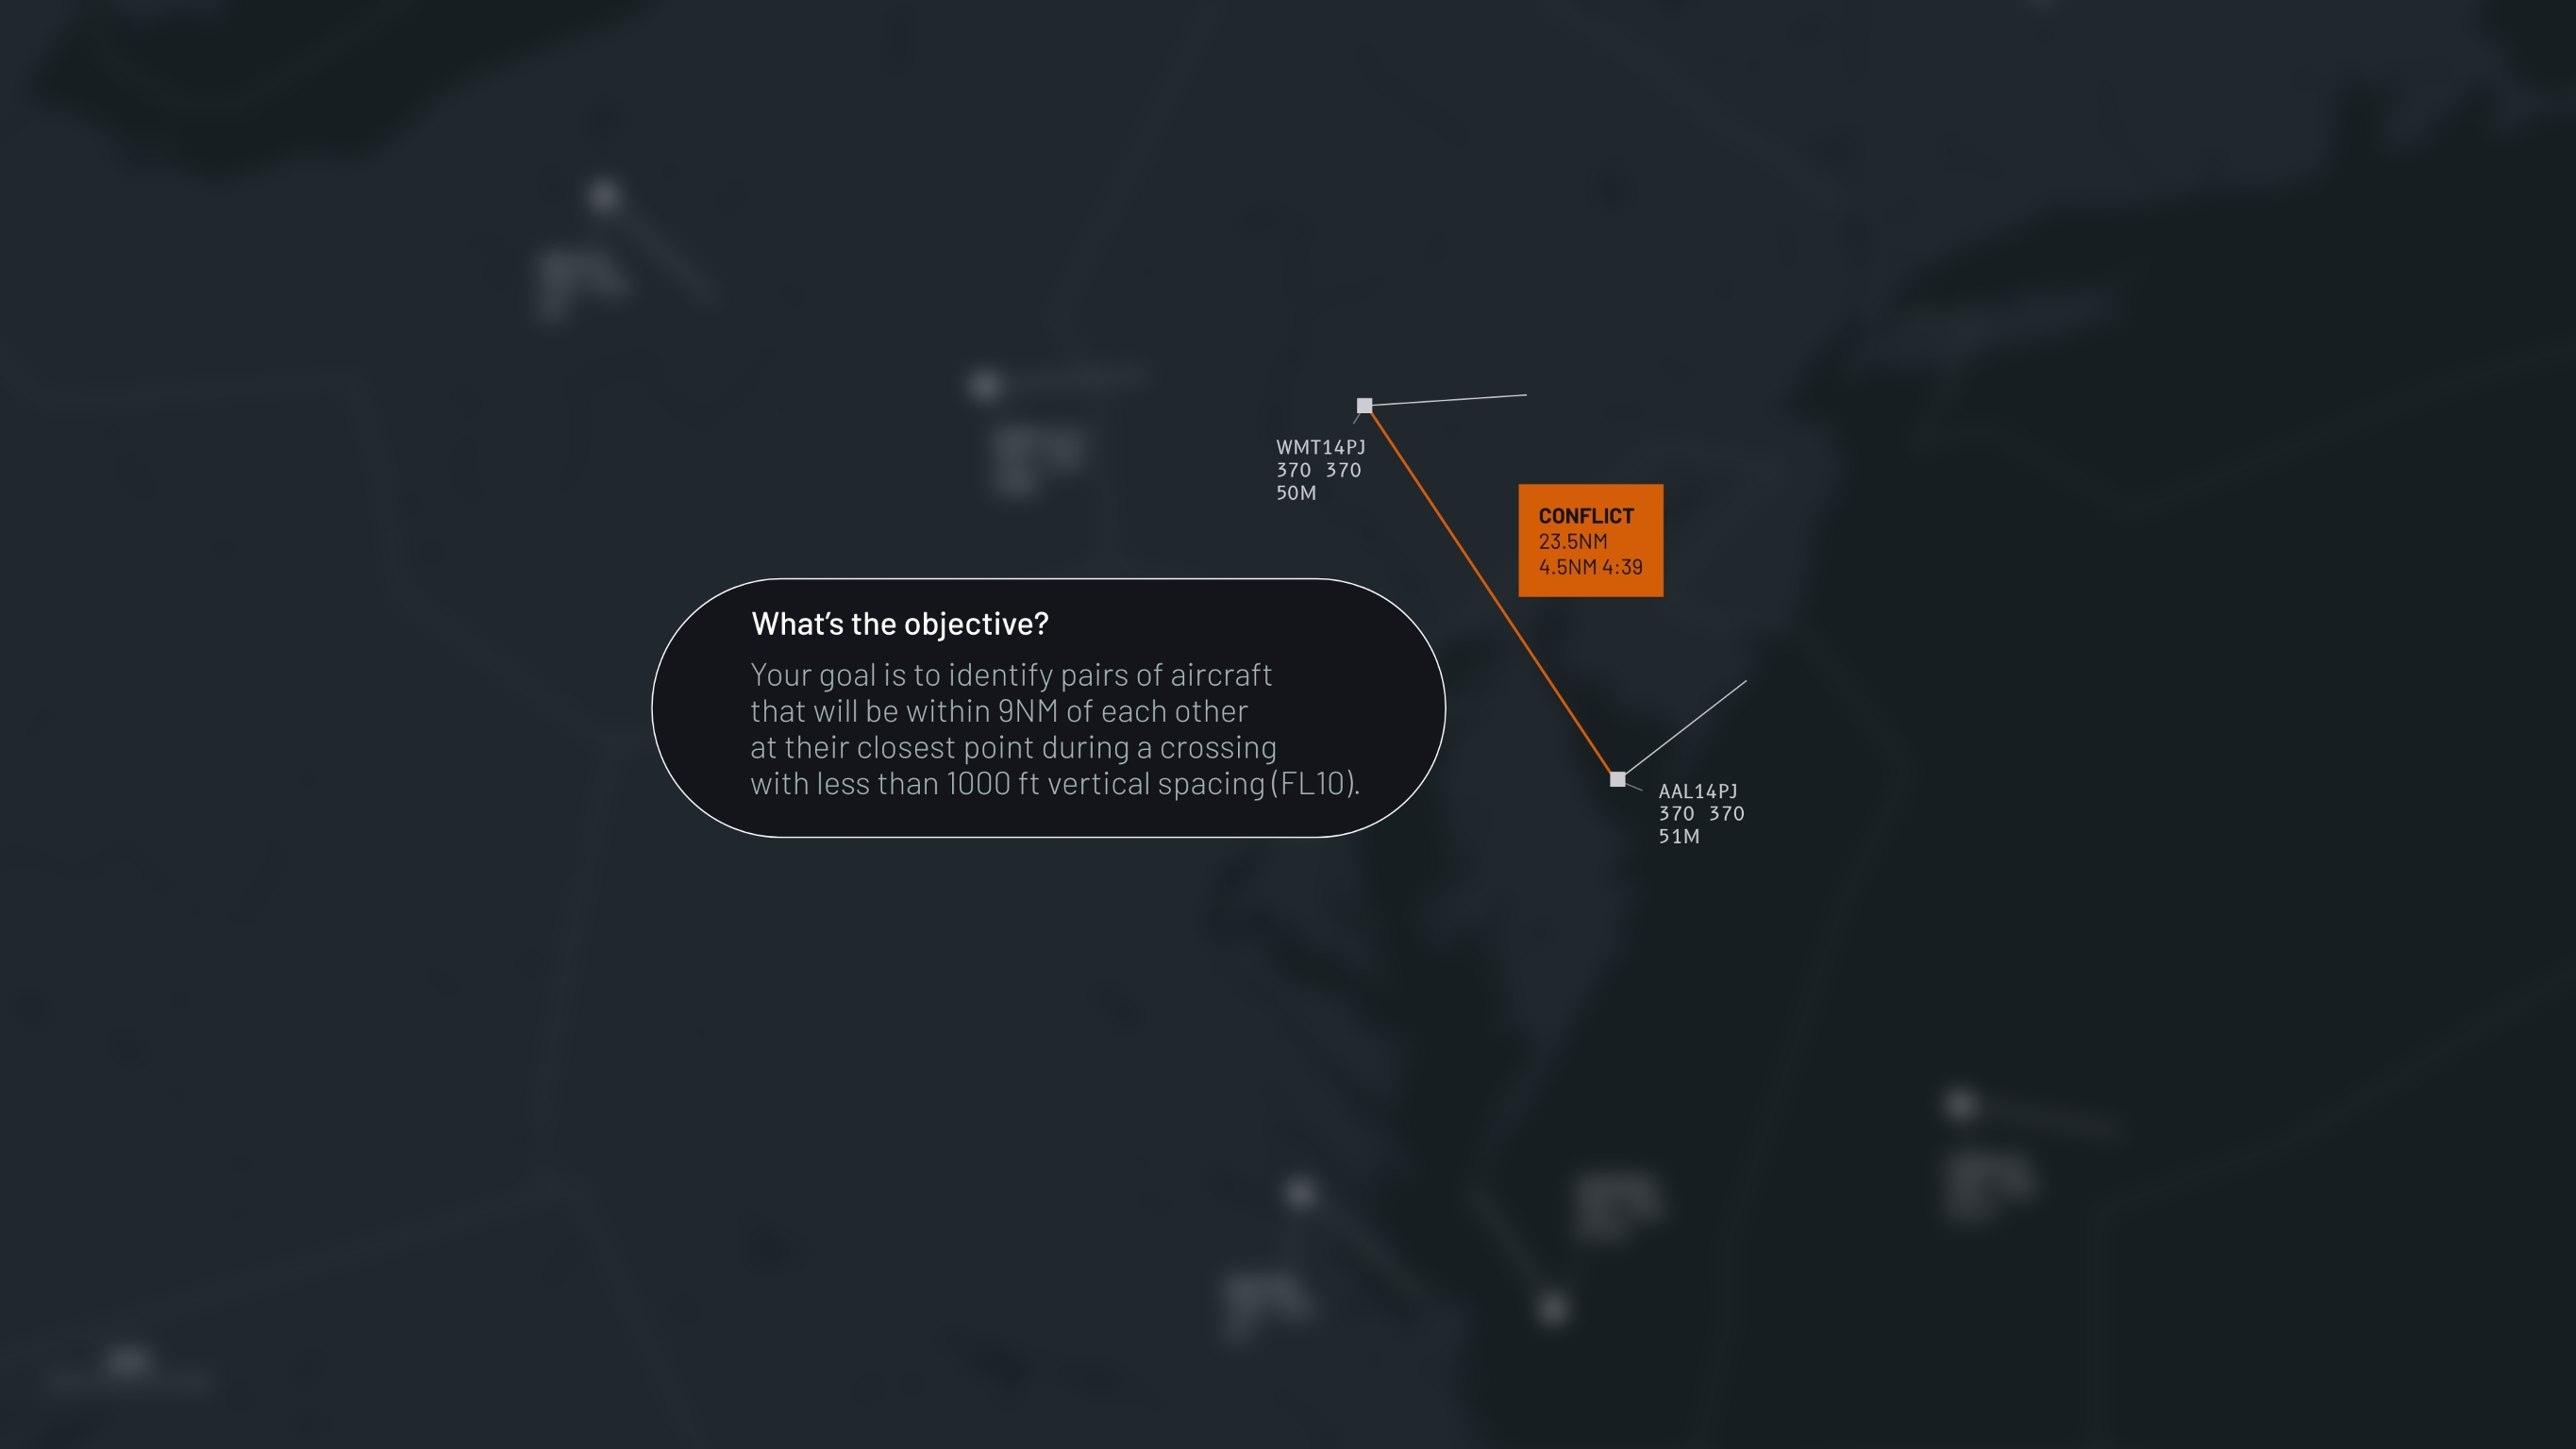 WMT14PJ
370 370
50M
CONFLICT
23.5NM
4.5NM 4:39
What's the objective?
Your goal is to identify pairs of aircraft
that will be within 9NM of each other
at their closest point during a crossing
with less than 1000 ft vertical spacing (FL10).
AAL14PJ
370 370
51M